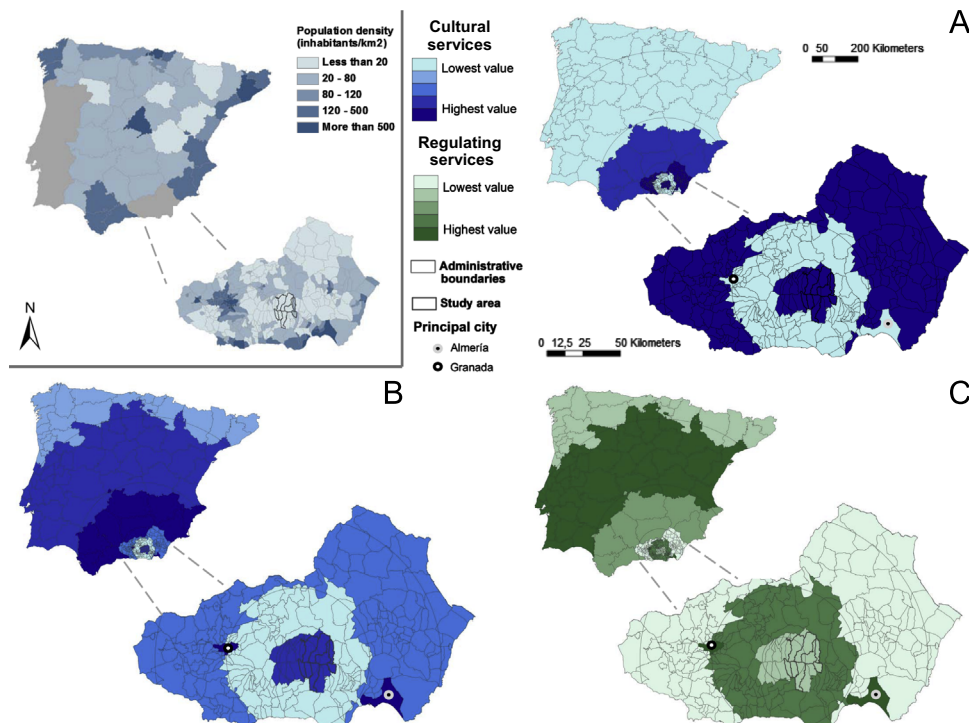 Population density
(inhabitants/km2)
Less than 20
20 - 80
80 - 120
120 - 500
More than 500
N
Cultural
services
Lowest value
Highest value
Regulating
services
Lowest value
Highest value
Administrative
boundaries
Study area
Principal city
Almería
Granada
A
0 50 200 Kilometers
0 12,5 25 50 Kilometers
B
C